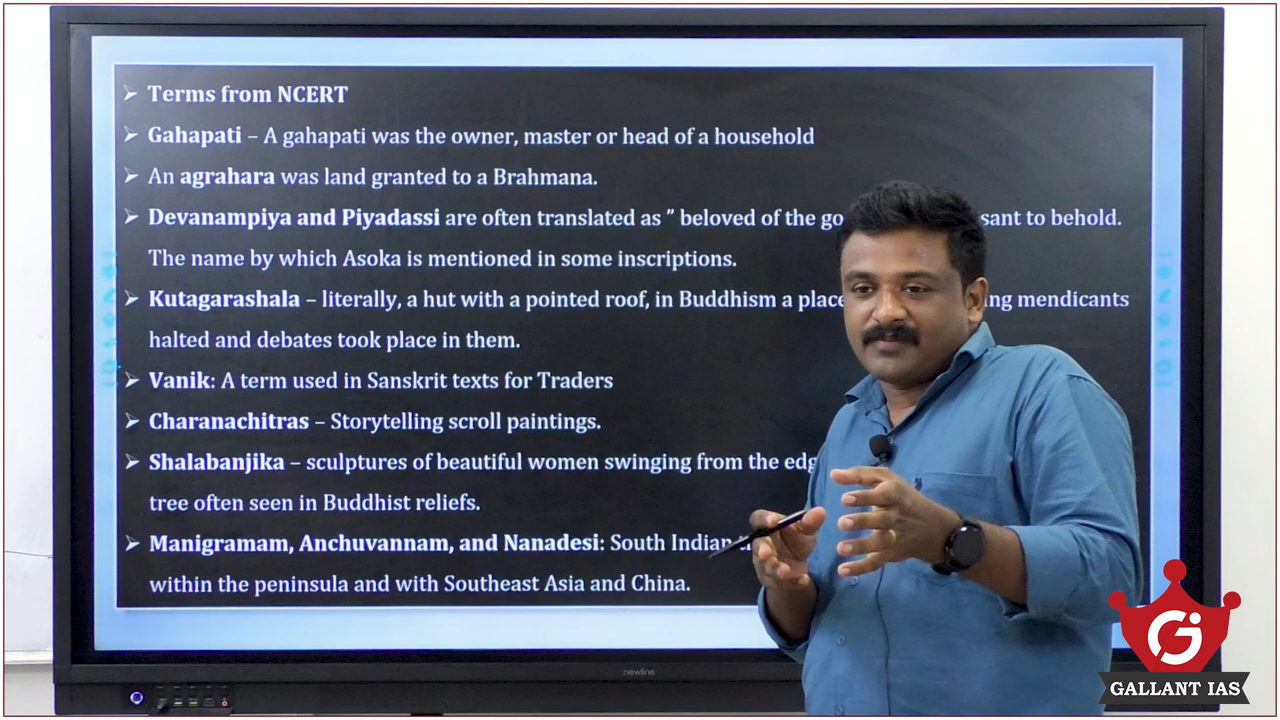 Terms from NCERT
Gahapati – A gahapati was the owner, master or head of a household
An agrahara was land granted to a Brahmana.
Devanampiya and Piyadassi are often translated as ” beloved of the go sant to behold.
The name by which Asoka is mentioned in some inscriptions.
Kutagarashala – literally, a hut with a pointed roof, in Buddhism a place ng mendicants
halted and debates took place in them.
Vanik: A term used in Sanskrit texts for Traders
Charanachitras – Storytelling scroll paintings.
Shalabanjika – sculptures of beautiful women swinging from the edg
tree often seen in Buddhist reliefs.
Manigramam, Anchuvannam, and Nanadesi: South Indian
within the peninsula and with Southeast Asia and China.
newline
GALLANT IAS